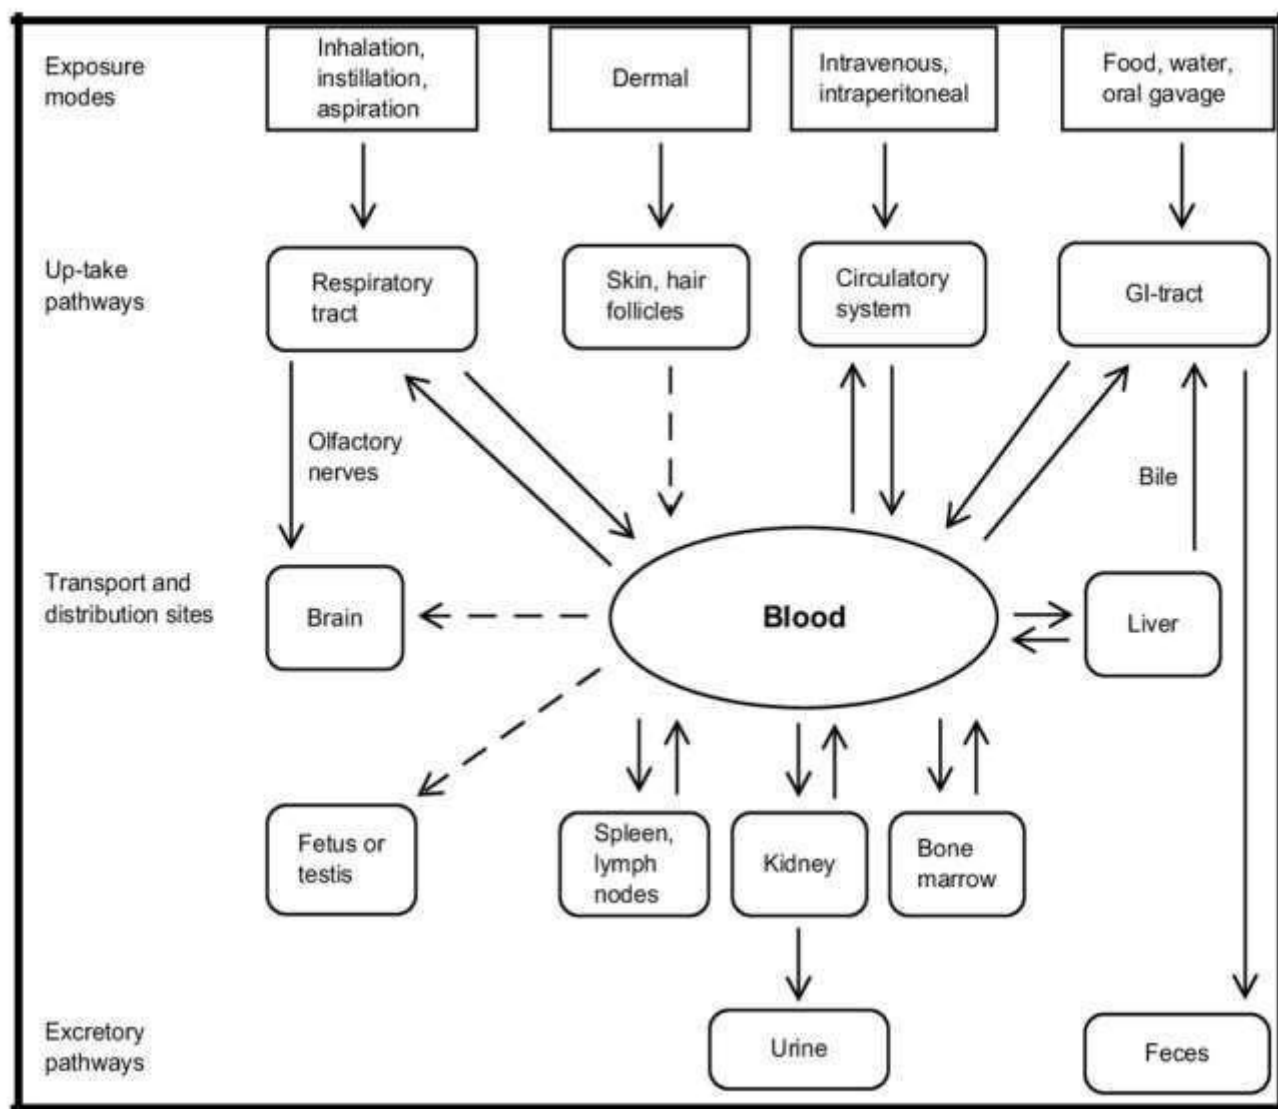 Exposure
modes
Inhalation,
instillation,
aspiration
Dermal
Intravenous,
intraperitoneal
Food, water,
oral gavage
Up-take
pathways
Respiratory
tract
Skin, hair
follicles
Circulatory
system
GI-tract
Olfactory
nerves
Bile
Transport and
distribution sites
Brain
Blood
Liver
Fetus or
testis
Spleen,
lymph
nodes
Kidney
Bone
marrow
Excretory
pathways
Urine
Feces